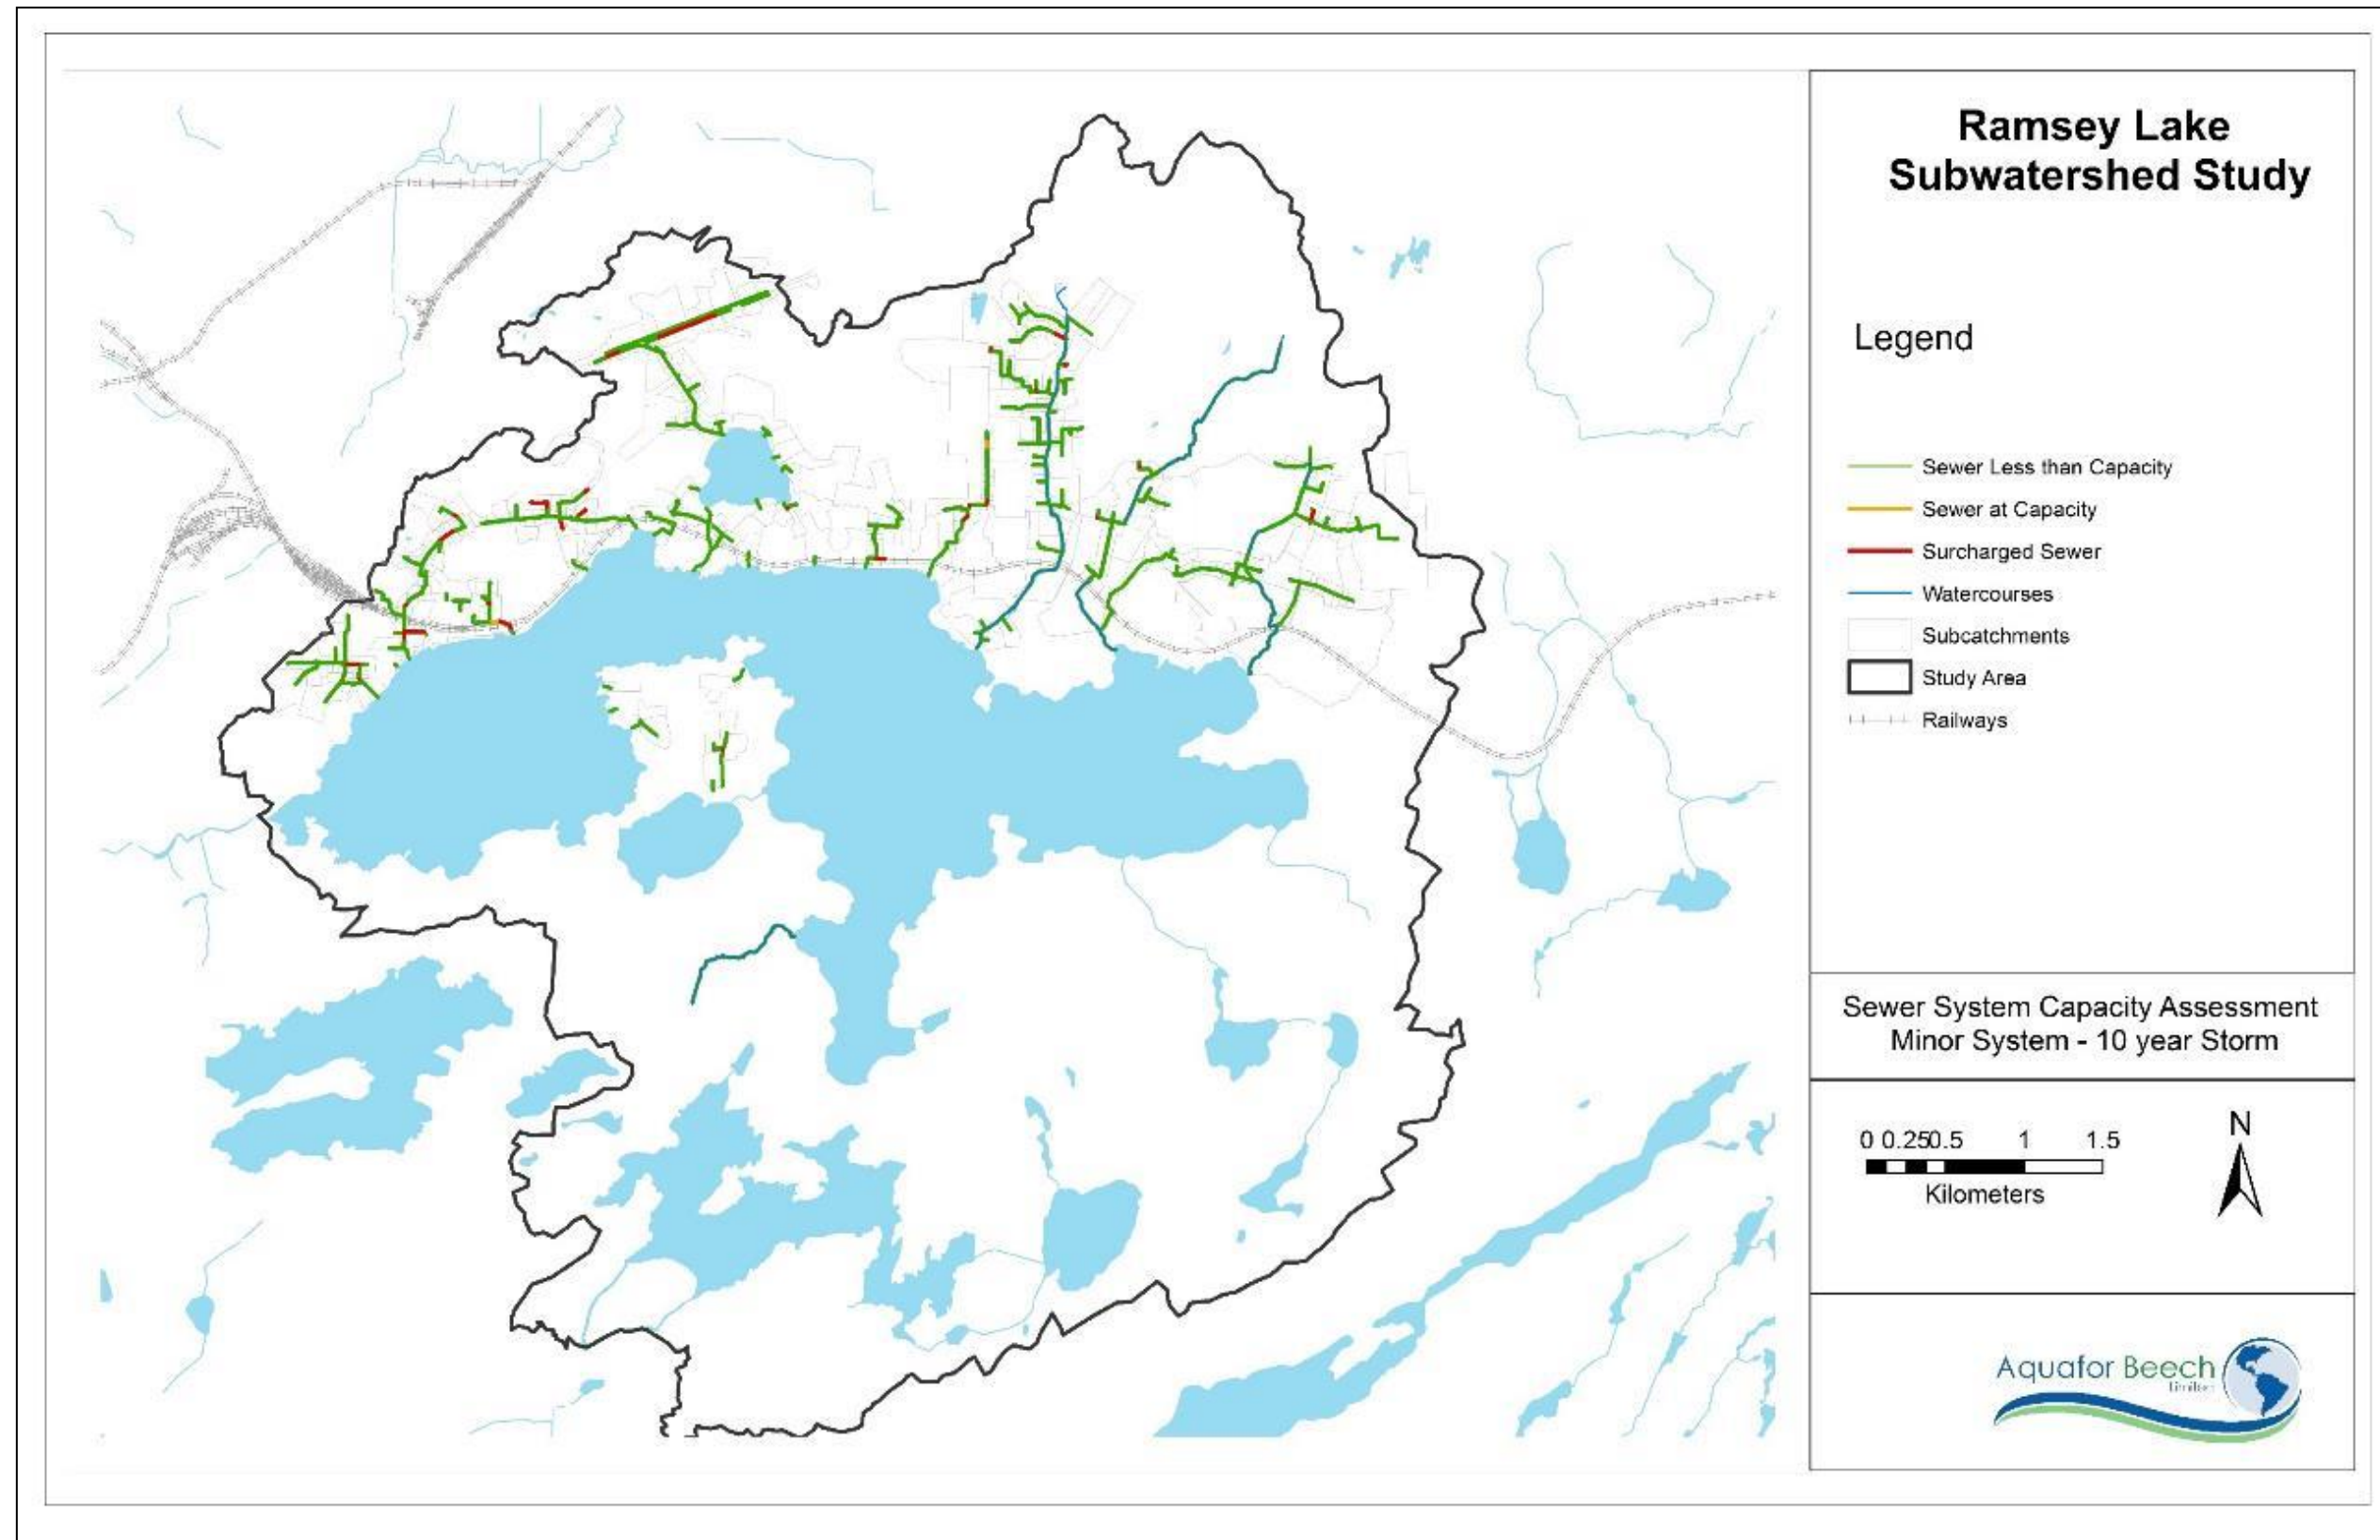 Ramsey Lake
Subwatershed Study
Legend
Sewer Less than Capacity
Sewer at Capacity
Surcharged Sewer
Watercourses
Subcatchments
Study Area
Railways
Sewer System Capacity Assessment
Minor System - 10 year Storm
0 0.250.5 1 1.5
Kilometers
N
Aquafor Beech
Limited